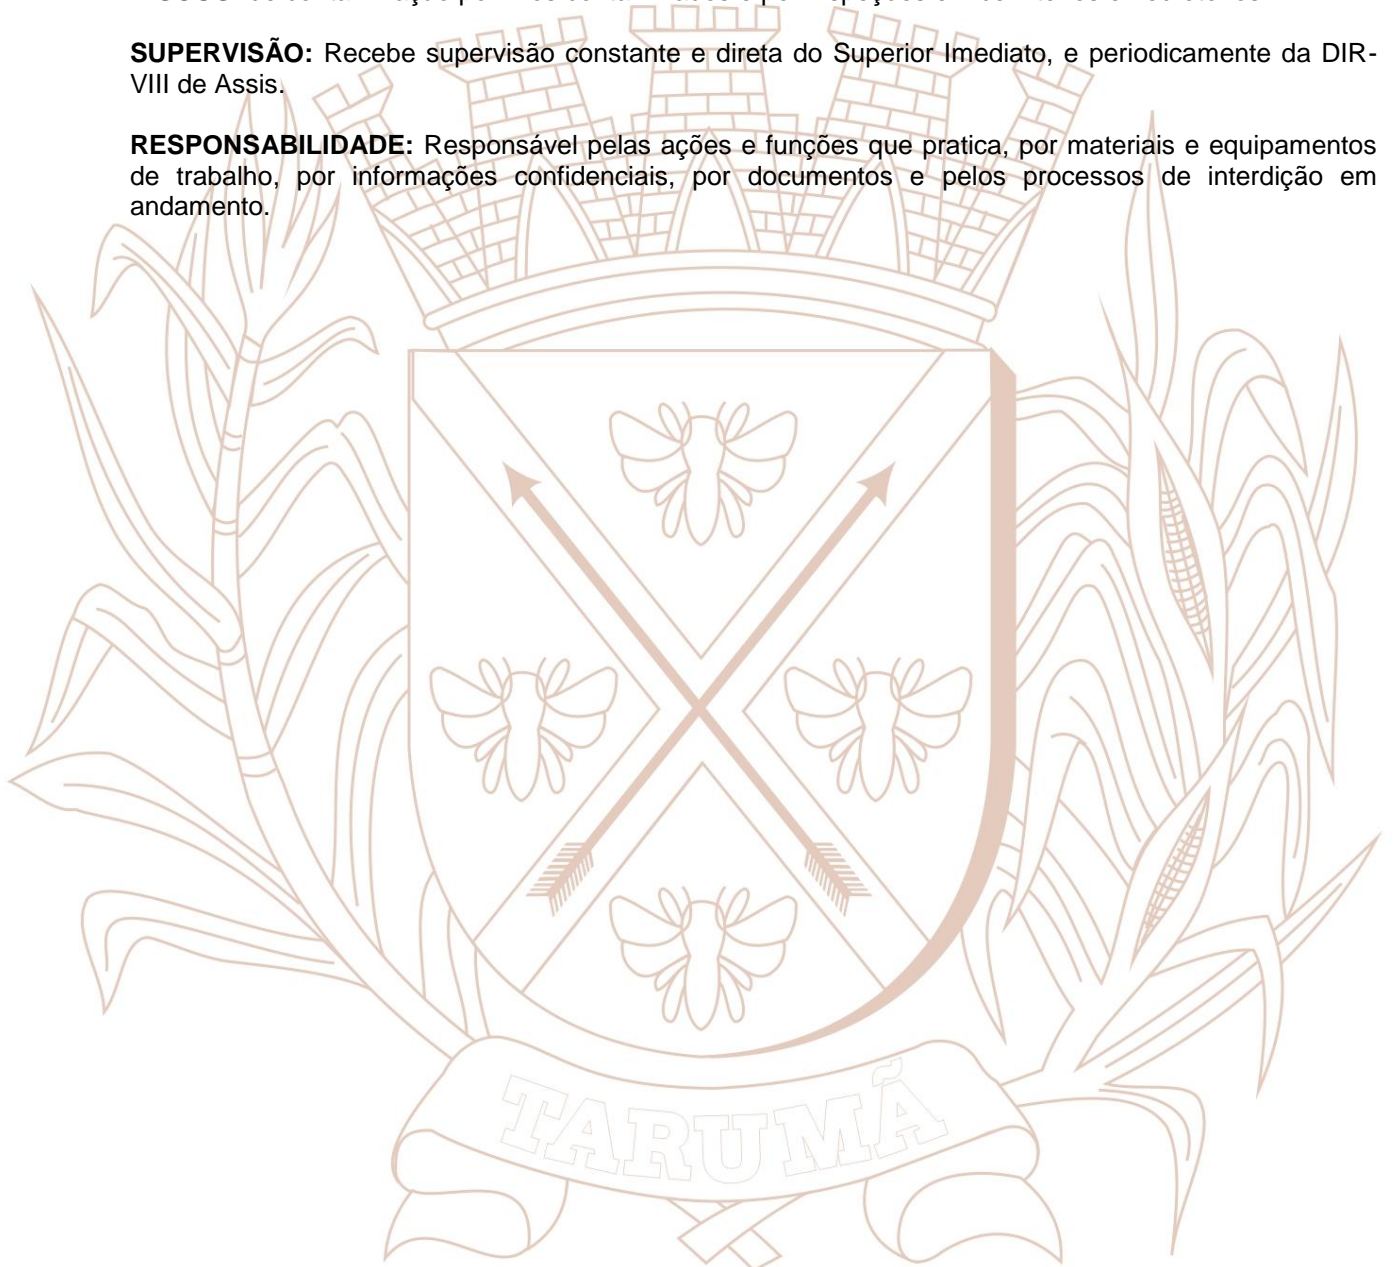 SUPERVISÃO: Recebe supervisão constante e direta do Superior Imediato, e periodicamente da DIR-
VIII de Assis.
RESPONSABILIDADE: Responsável pelas ações e funções que pratica, por materiais e equipamentos
de trabalho, por informações confidenciais, por documentos e pelos processos de interdição em
andamento.
TARUMÃ